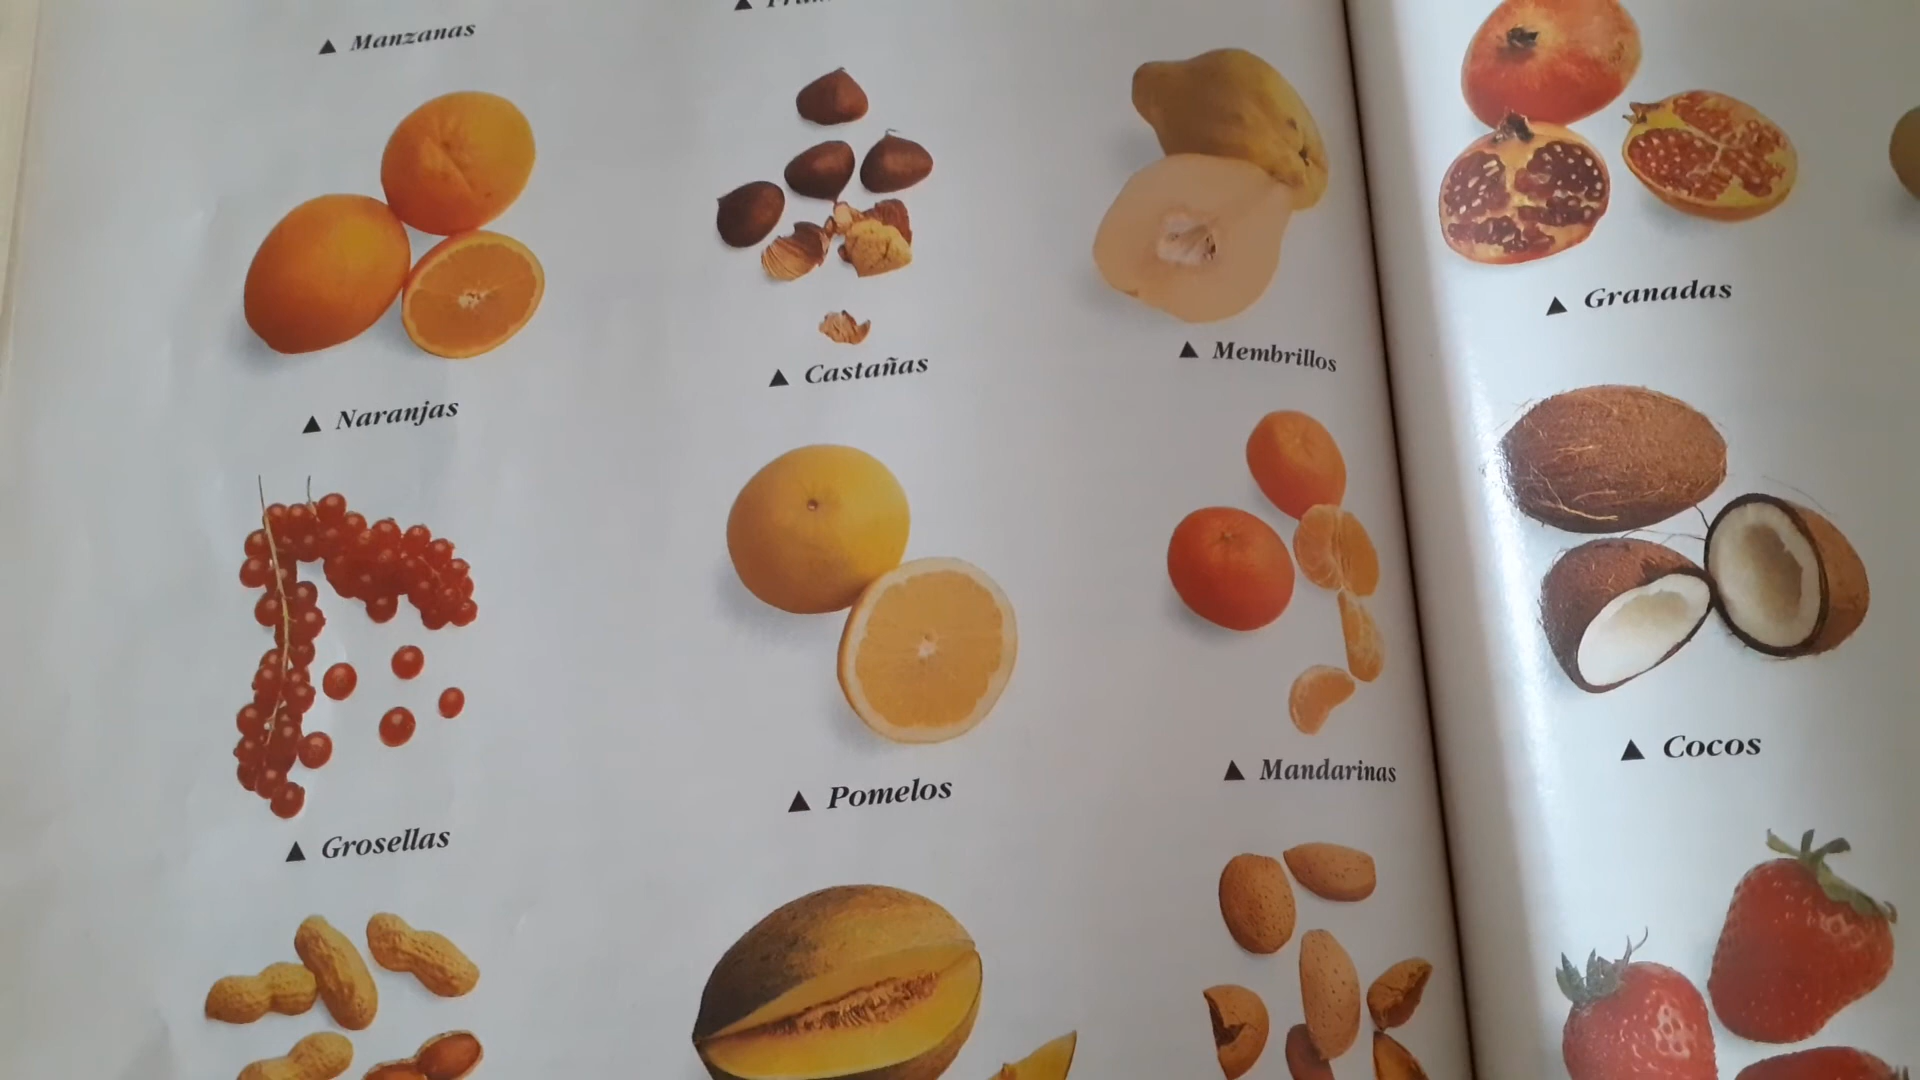 ▲ Manzanas
▲ Naranjas
▲ Castañas
▲ Membrillos
▲ Grosellas
▲ Pomelos
▲ Mandarinas
▲ Granadas
▲ Cocos